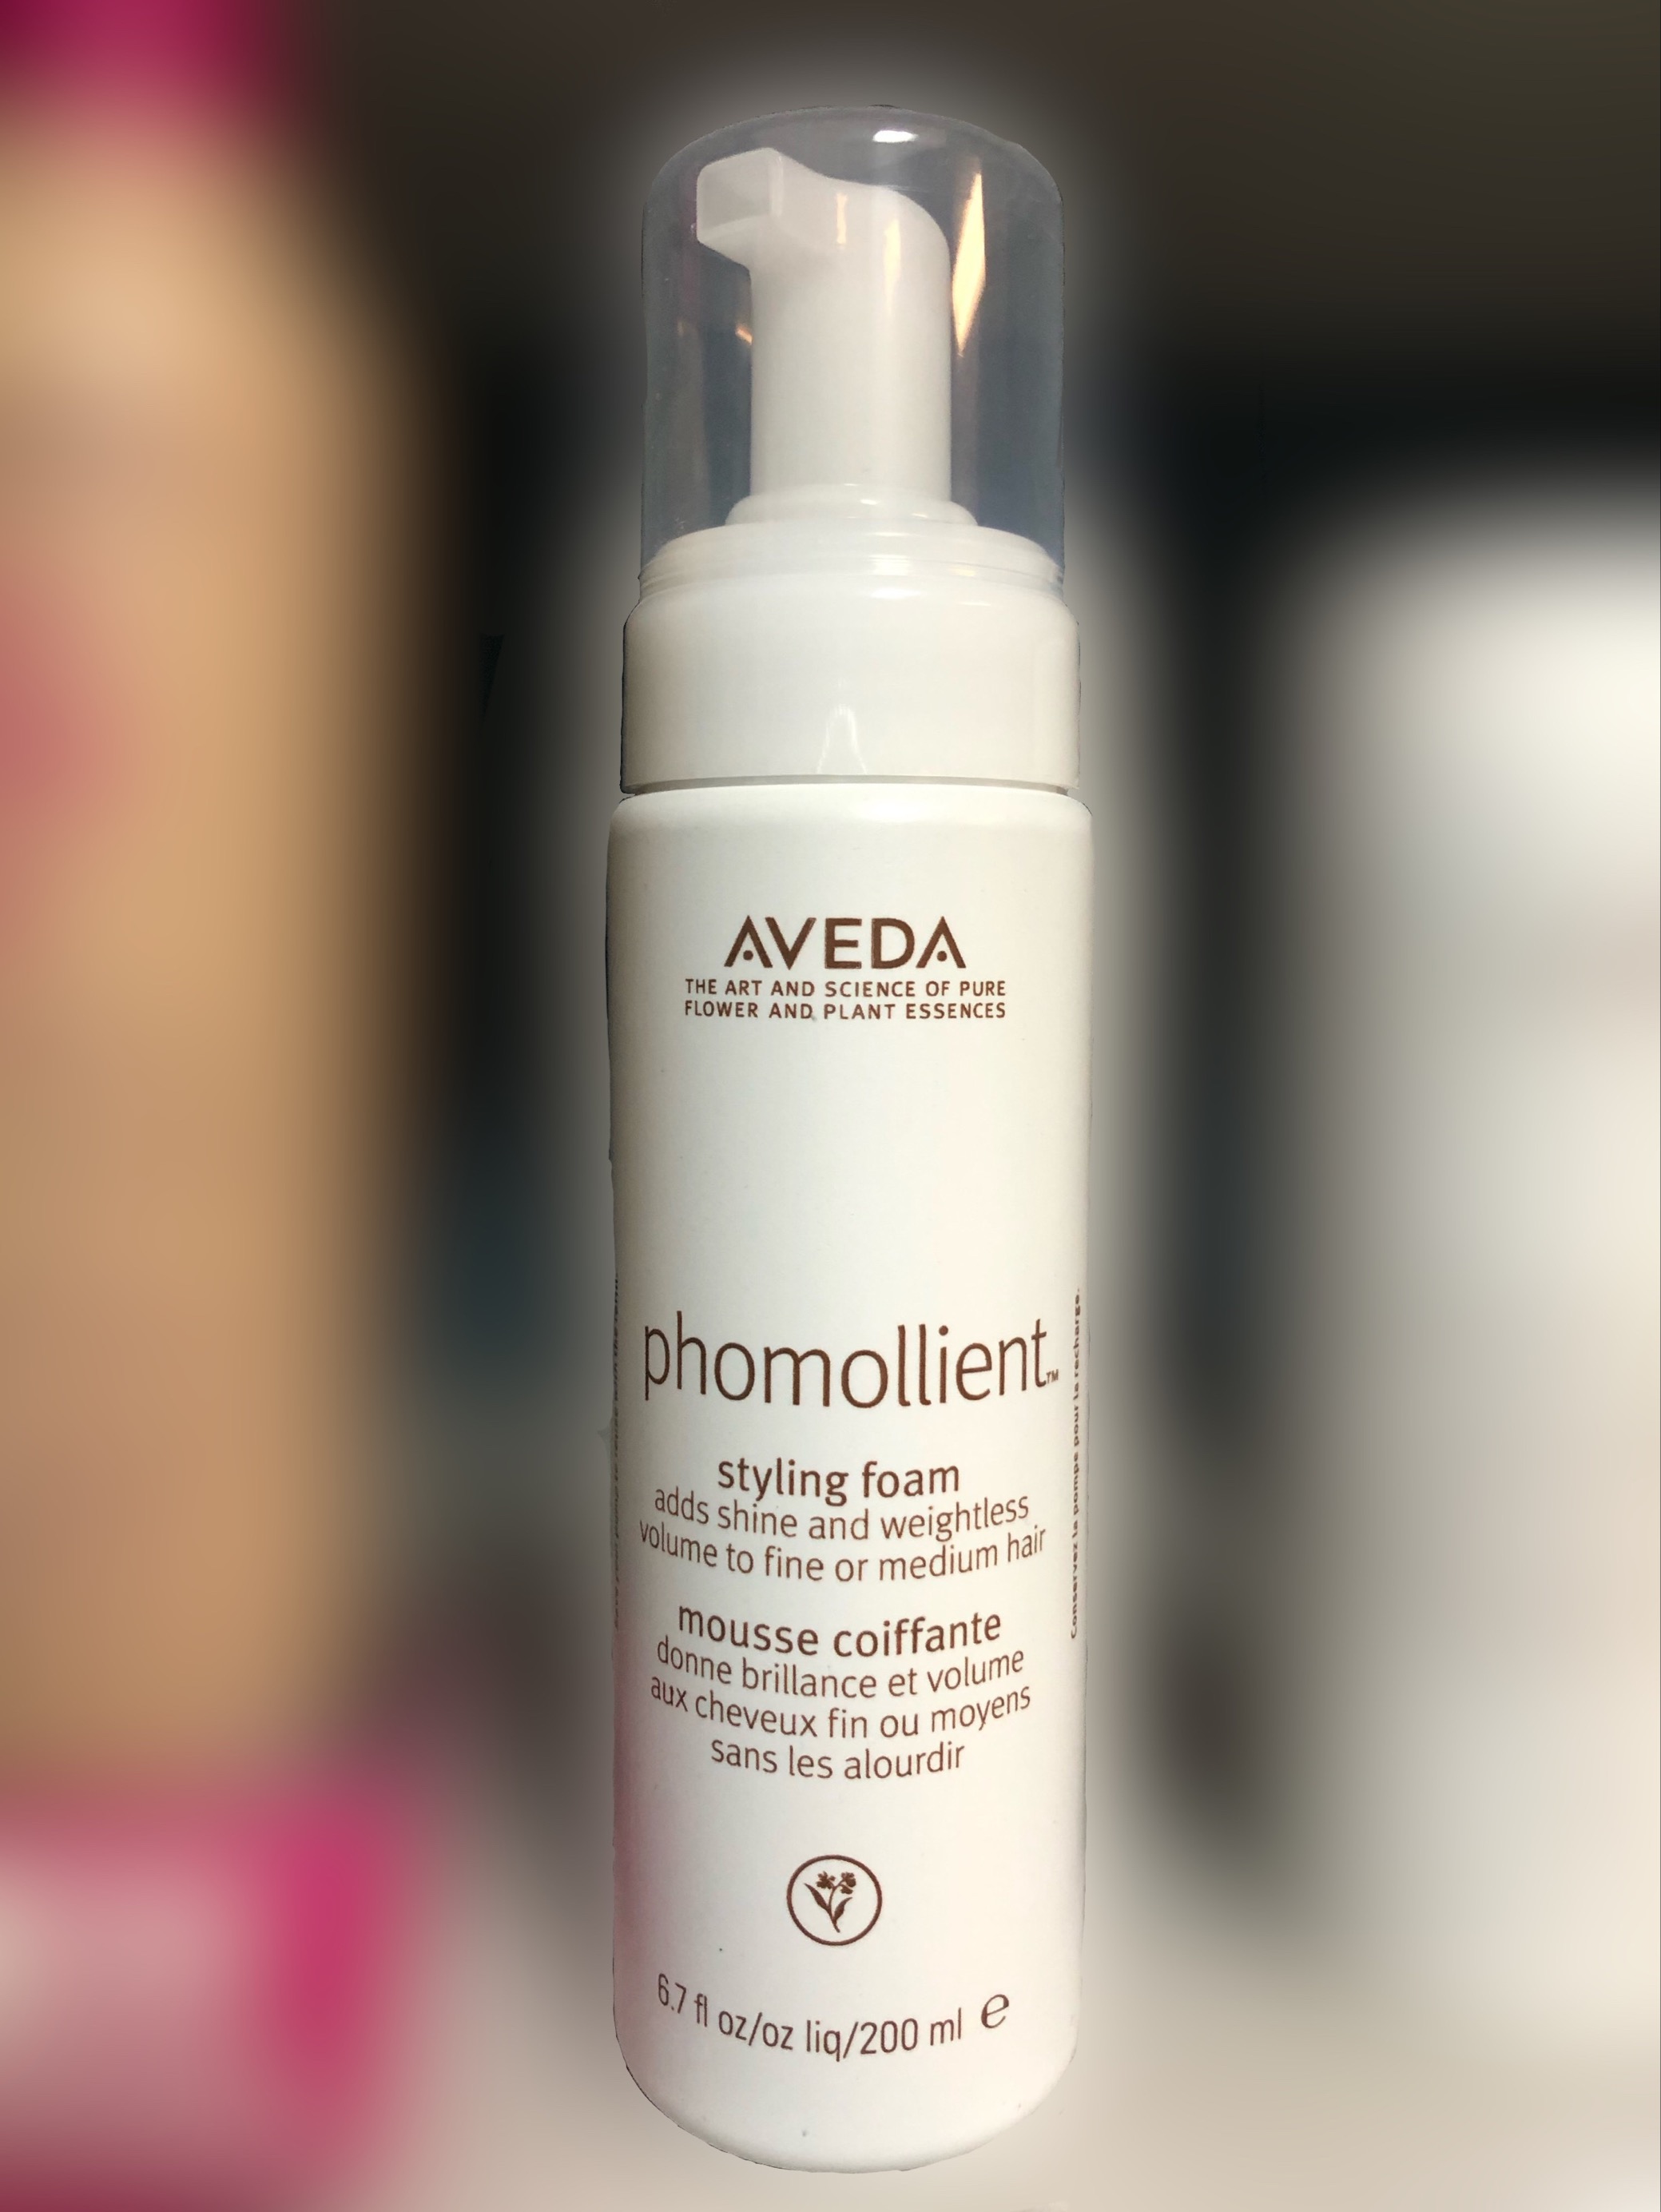 AVEDA
THE ART AND SCIENCE OF PURE
FLOWER AND PLANT ESSENCES
phomollient™
styling foam
adds shine and weightless
volume to fine or medium hair
mousse coiffante
donne brillance et volume
aux cheveux fin ou moyens
sans les alourdir
6.7 fl oz/oz liq/200 ml e
Conservez la pompe pour la recharge.